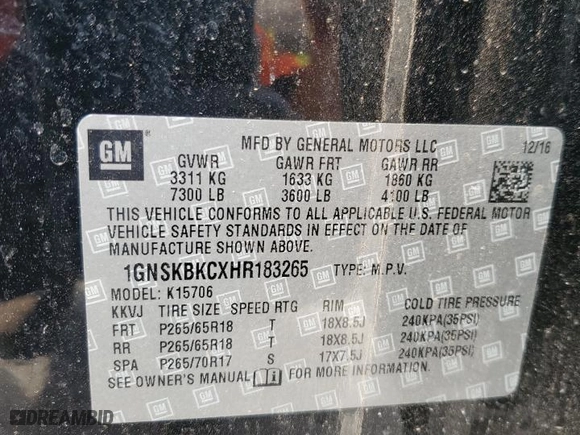 GM
MFD BY GENERAL MOTORS LLC 12/16
GVWR GAWR FRT GAWR RR
3311 KG 1633 KG 1860 KG
7300 LB 3600 LB 4100 LB
THIS VEHICLE CONFORMS TO ALL APPLICABLE U.S. FEDERAL MOTOR
VEHICLE SAFETY STANDARDS IN EFFECT ON THE DATE OF
MANUFACTURE SHOWN ABOVE.
1GNSKBKCXHR183265 TYPE: M.P.V.
MODEL: K15706
KKVJ TIRE SIZE SPEED RTG RIM COLD TIRE PRESSURE
FRT P265/65R18 T 18X8.5J 240KPA(35PSI)
RR P265/65R18 T 18X8.5J 240KPA(35PSI)
SPA P265/70R17 S 17X7.5J 240KPA(35PSI)
SEE OWNER'S MANUAL FOR MORE INFORMATION.
DREAMBID